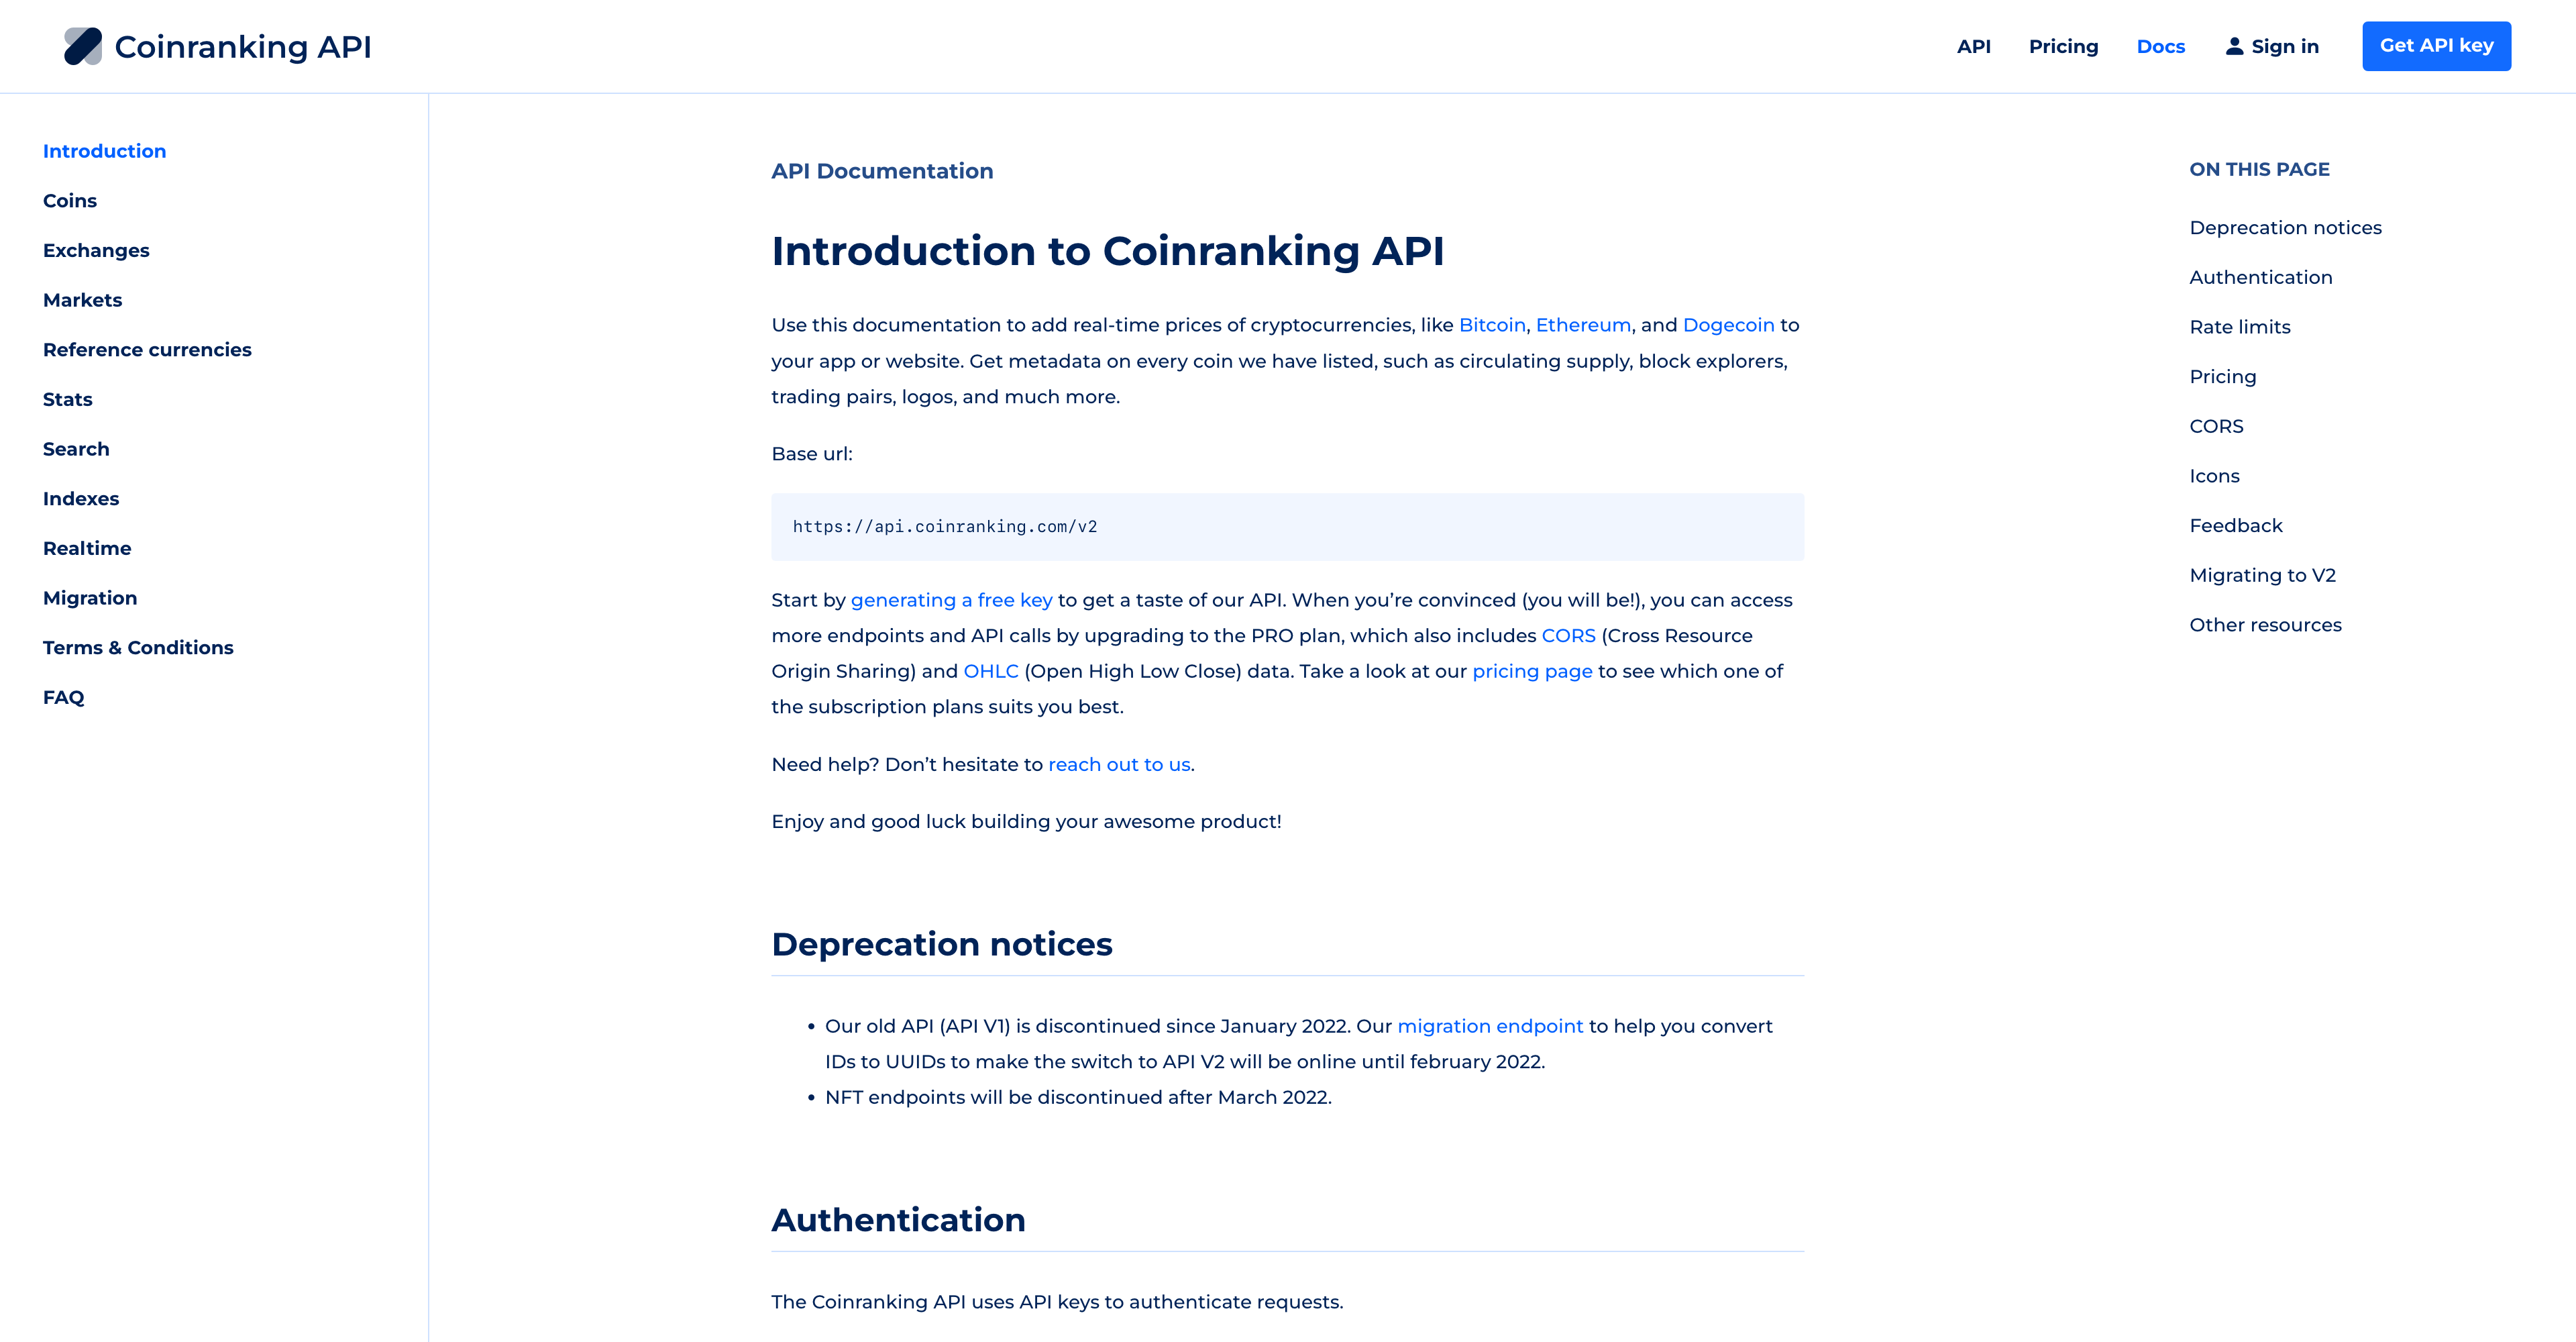 Coinranking API
API
Pricing
Docs
Sign in
Get API key
Introduction
Coins
Exchanges
Markets
Reference currencies
Stats
Search
Indexes
Realtime
Migration
Terms & Conditions
FAQ
API Documentation
Introduction to Coinranking API
Use this documentation to add real-time prices of cryptocurrencies, like Bitcoin, Ethereum, and Dogecoin to
your app or website. Get metadata on every coin we have listed, such as circulating supply, block explorers,
trading pairs, logos, and much more.
Base url:
https://api.coinranking.com/v2
Start by generating a free key to get a taste of our API. When you’re convinced (you will be!), you can access
more endpoints and API calls by upgrading to the PRO plan, which also includes CORS (Cross Resource
Origin Sharing) and OHLC (Open High Low Close) data. Take a look at our pricing page to see which one of
the subscription plans suits you best.
Need help? Don’t hesitate to reach out to us.
Enjoy and good luck building your awesome product!
Deprecation notices
• Our old API (API V1) is discontinued since January 2022. Our migration endpoint to help you convert
IDs to UUIDs to make the switch to API V2 will be online until february 2022.
• NFT endpoints will be discontinued after March 2022.
Authentication
The Coinranking API uses API keys to authenticate requests.
ON THIS PAGE
Deprecation notices
Authentication
Rate limits
Pricing
CORS
Icons
Feedback
Migrating to V2
Other resources